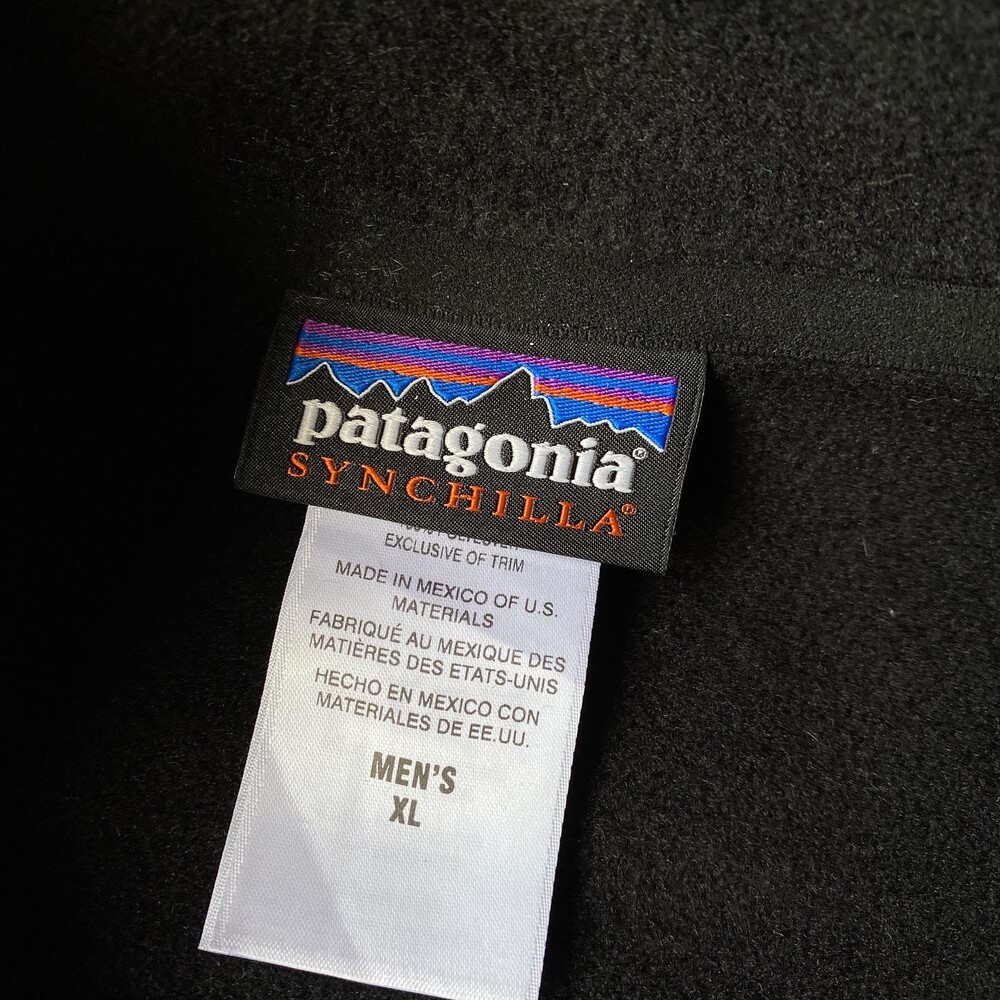 patagonia®
SYNCHILLA®
EXCLUSIVE OF TRIM
MADE IN MEXICO OF U.S.
MATERIALS
FABRIQUÉ AU MEXIQUE DES
MATIÈRES DES ETATS-UNIS
HECHO EN MEXICO CON
MATERIALES DE EE.UU.
MEN'S
XL